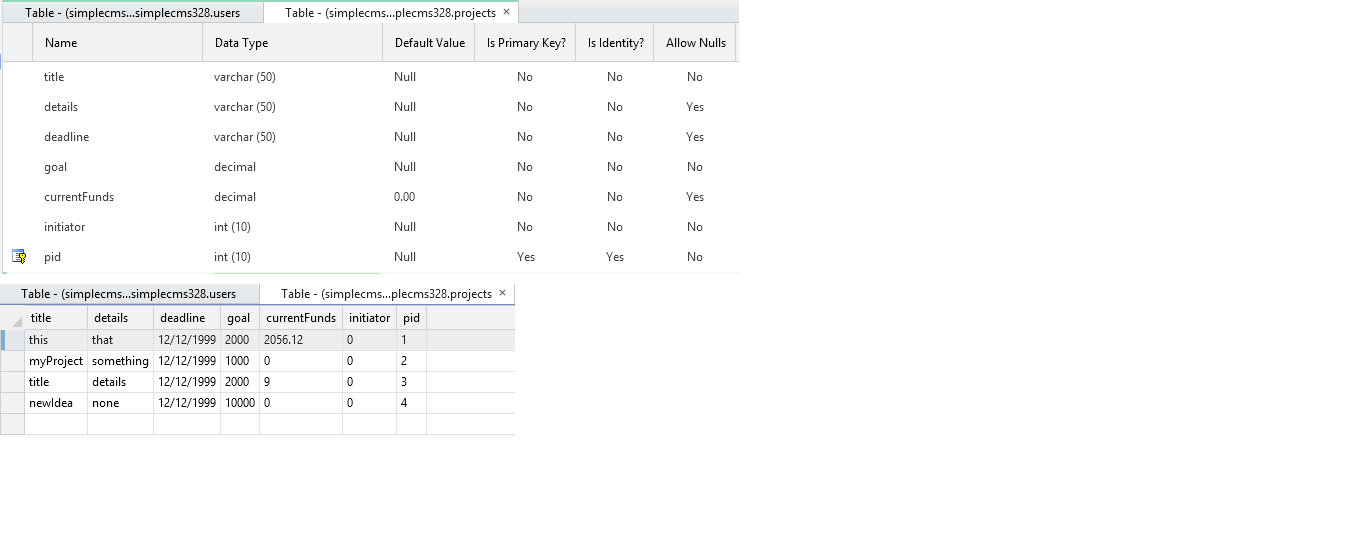 Table - (simplecms...simplecms328.users Table - (simplecms...plecms328.projects ×
Name Data Type Default Value Is Primary Key? Is Identity? Allow Nulls
title varchar (50) Null No No No
details varchar (50) Null No No Yes
deadline varchar (50) Null No No Yes
goal decimal Null No No No
currentFunds decimal 0.00 No No Yes
initiator int (10) Null No No No
pid int (10) Null Yes Yes No
Table - (simplecms...simplecms328.users Table - (simplecms...plecms328.projects ×
title details deadline goal currentFunds initiator pid
this that 12/12/1999 2000 2056.12 0 1
myProject something 12/12/1999 1000 0 0 2
title details 12/12/1999 2000 9 0 3
newIdea none 12/12/1999 10000 0 0 4